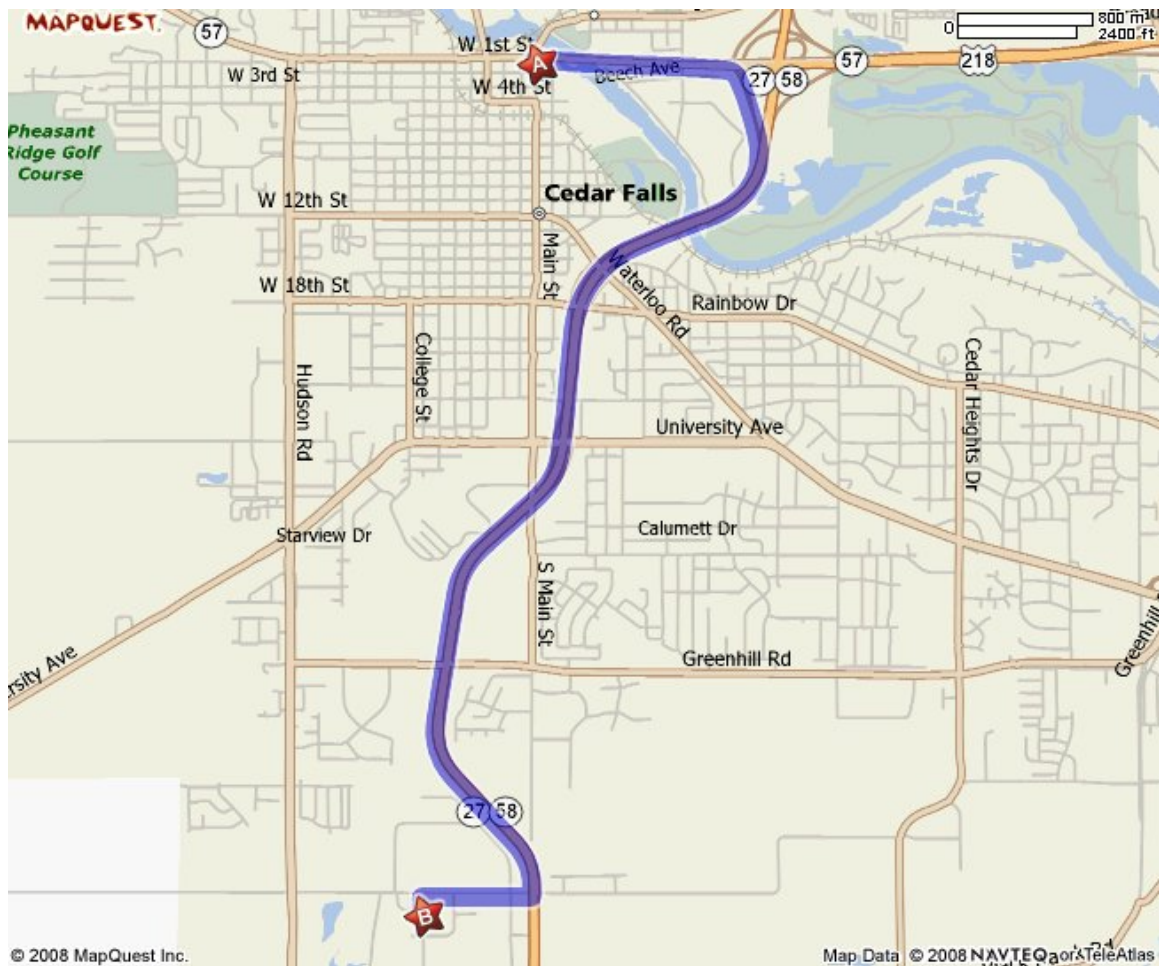 MAPQUEST.
57
W 1st St
A
Beech Ave
27
58
57
218
0
800 m
2400 ft
W 3rd St
W 4th St
Pheasant
Ridge Golf
Course
W 12th St
Cedar Falls
Main St
Waterloo Rd
W 18th St
Rainbow Dr
College St
Hudson Rd
Cedar Heights Dr
University Ave
Starview Dr
Calumett Dr
S Main St
Greenhill Rd
Greenhill
ersity Ave
27
58
B
© 2008 MapQuest Inc.
Map Data © 2008 NAVTEQ or TeleAtlas